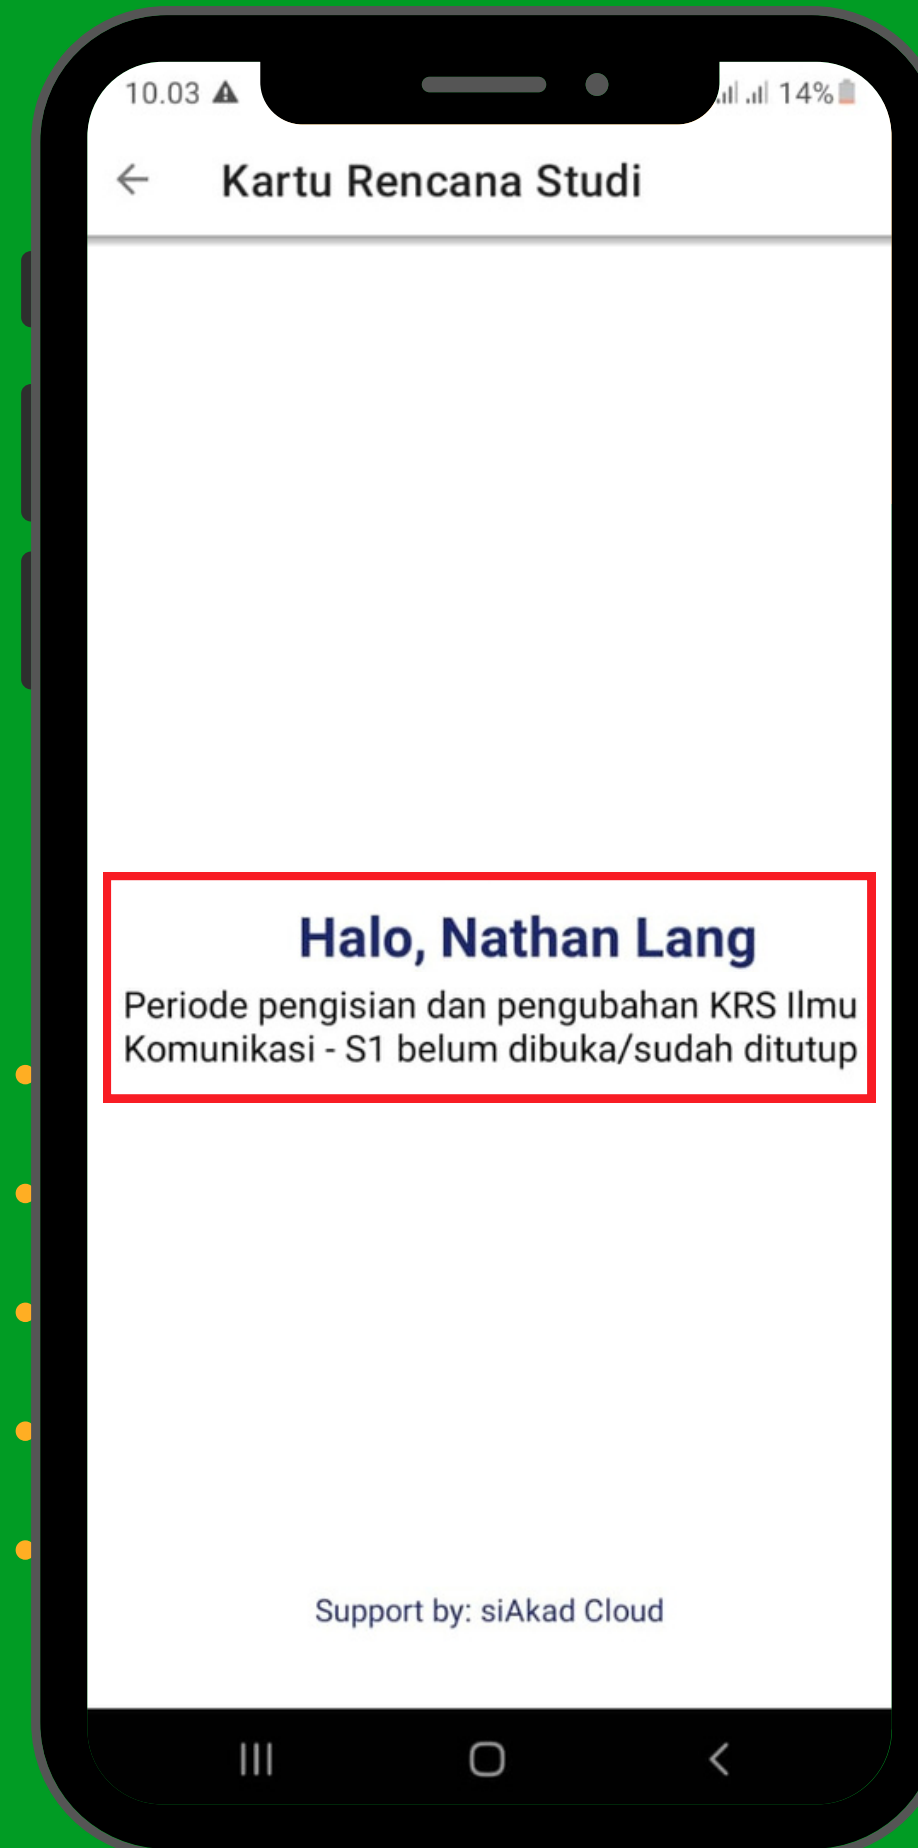 10.03 14%
Kartu Rencana Studi
Halo, Nathan Lang
Periode pengisian dan pengubahan KRS Ilmu
Komunikasi - S1 belum dibuka/sudah ditutup
Support by: siAkad Cloud